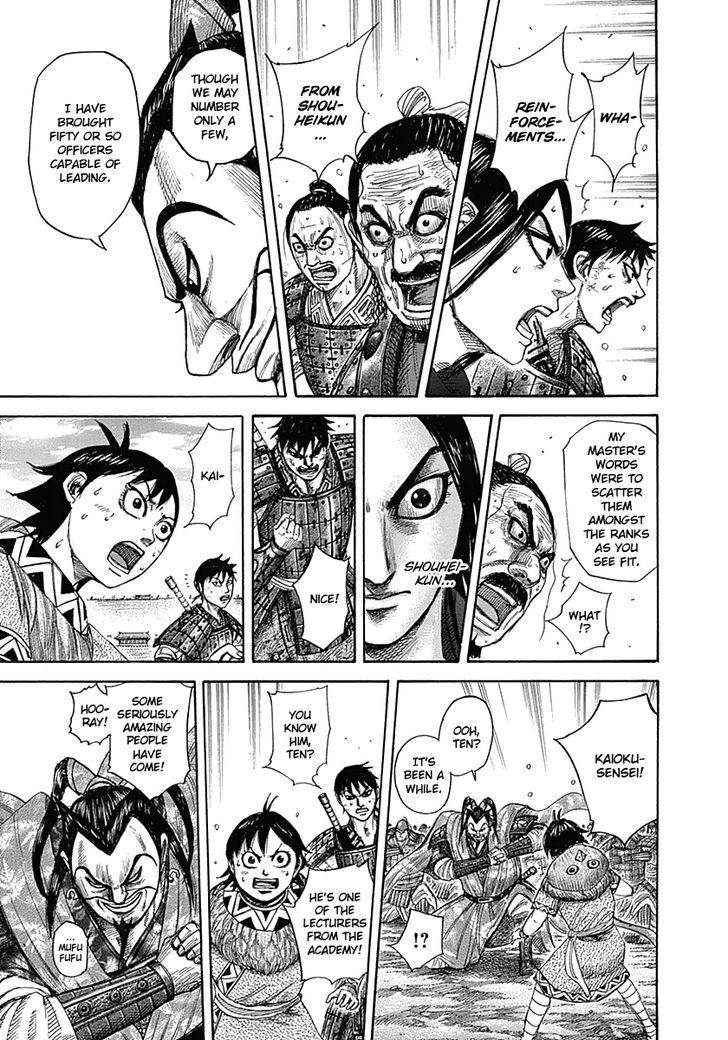 WHA-
REIN-
FORCE-
MENTS...
FROM
SHOU-
HEIKUN
...
THOUGH
WE MAY
NUMBER
ONLY A
FEW,
I HAVE
BROUGHT
FIFTY OR SO
OFFICERS
CAPABLE OF
LEADING.
MY
MASTER'S
WORDS
WERE TO
SCATTER
THEM
AMONGST
THE RANKS
AS YOU
SEE FIT.
WHAT
!?
SHOUHEI-
KUN...
NICE!
KAI-
KAIOKU-
SENSEI!
OOH,
TEN?
IT'S
BEEN A
WHILE.
!?
YOU
KNOW
HIM,
TEN?
HE'S ONE
OF THE
LECTURERS
FROM THE
ACADEMY!
SOME
SERIOUSLY
AMAZING
PEOPLE
HAVE
COME!
HOO-
RAY!
...
MUFU
FUFU